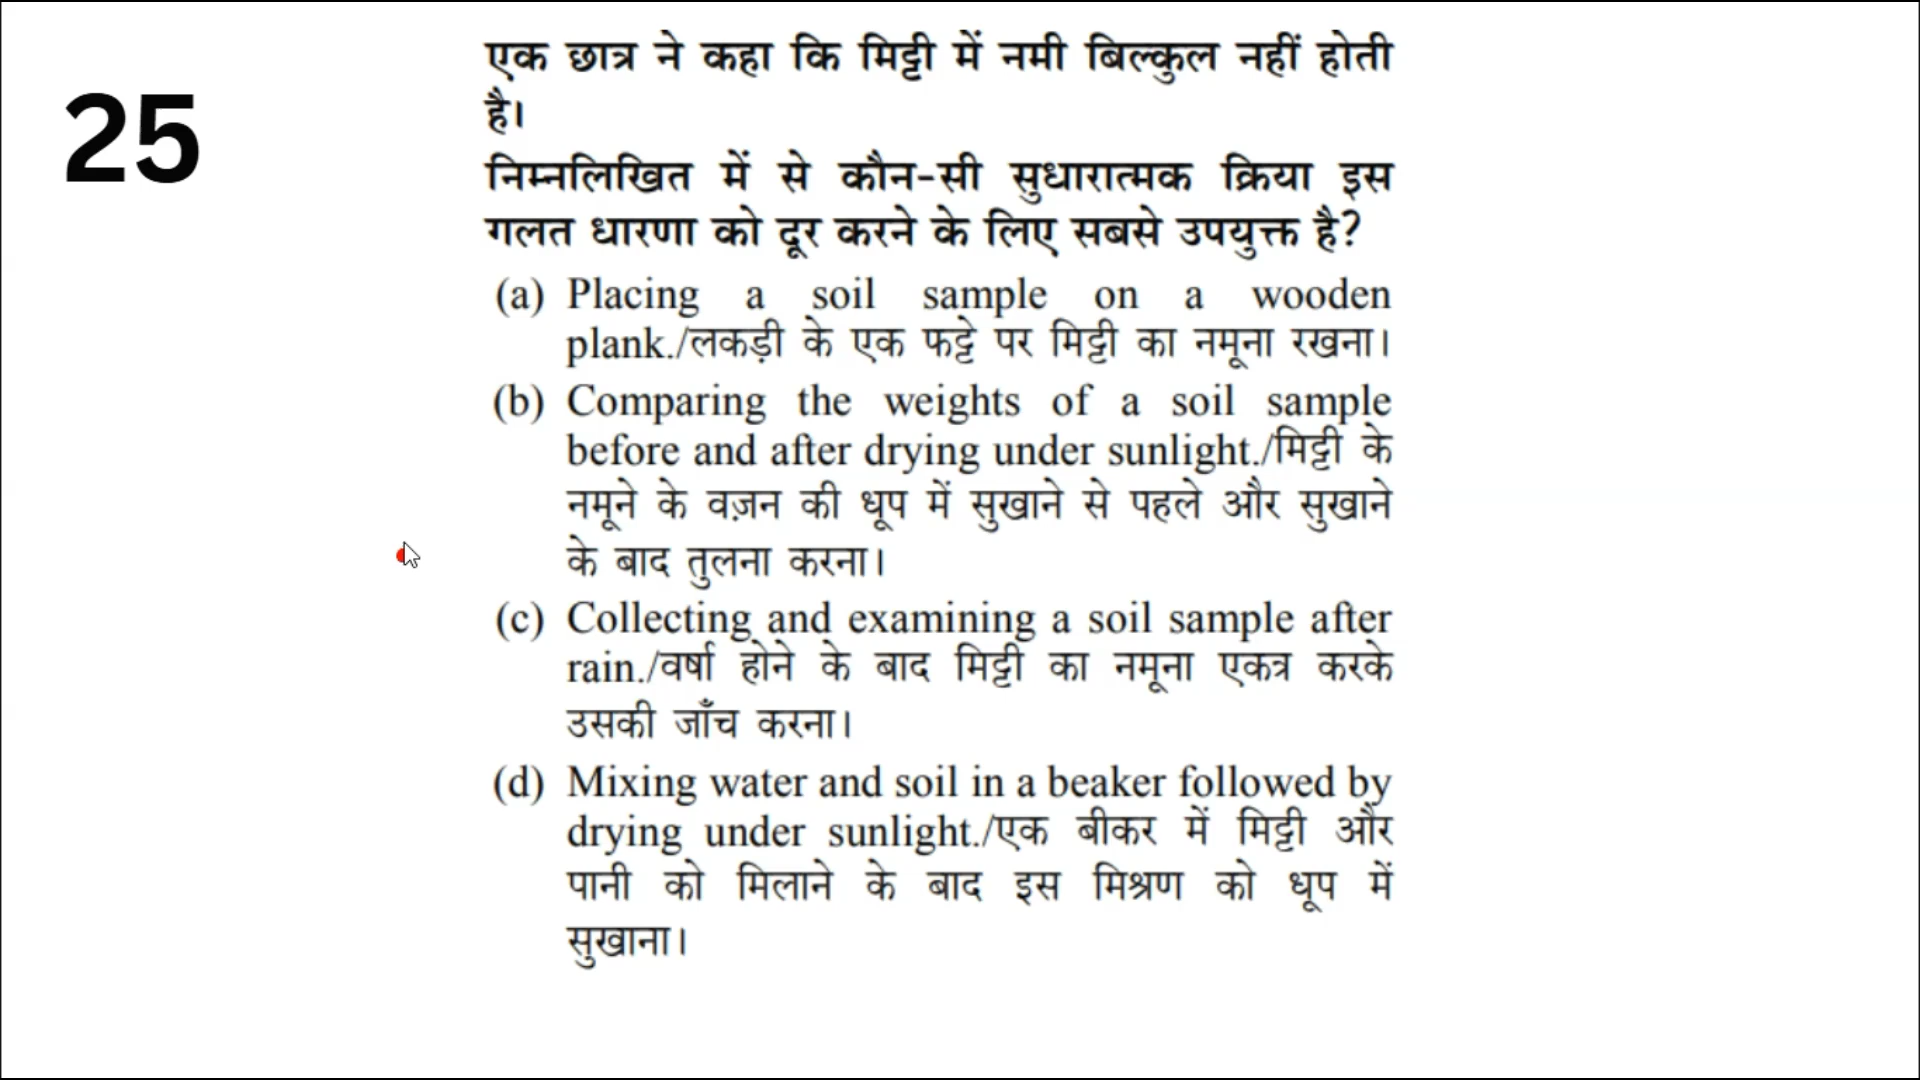 25
एक छात्र ने कहा कि मिट्टी में नमी बिल्कुल नहीं होती
है।
निम्नलिखित में से कौन-सी सुधारात्मक क्रिया इस
गलत धारणा को दूर करने के लिए सबसे उपयुक्त है?
(a) Placing a soil sample on a wooden
plank./लकड़ी के एक फट्टे पर मिट्टी का नमूना रखना।
(b) Comparing the weights of a soil sample
before and after drying under sunlight./मिट्टी के
नमूने के वज़न की धूप में सुखाने से पहले और सुखाने
के बाद तुलना करना।
(c) Collecting and examining a soil sample after
rain./वर्षा होने के बाद मिट्टी का नमूना एकत्र करके
उसकी जाँच करना।
(d) Mixing water and soil in a beaker followed by
drying under sunlight./एक बीकर में मिट्टी और
पानी को मिलाने के बाद इस मिश्रण को धूप में
सुखाना।